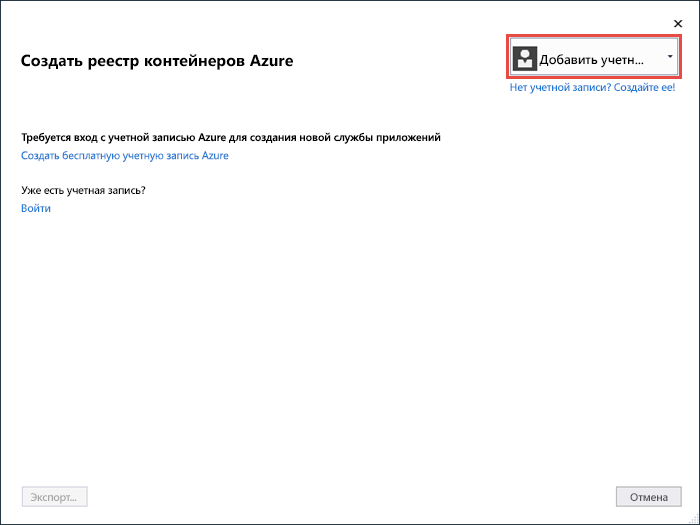 Создать реестр контейнеров Azure
Добавить учетн...
Нет учетной записи? Создайте ее!
Требуется вход с учетной записью Azure для создания новой службы приложений
Создать бесплатную учетную запись Azure
Уже есть учетная запись?
Войти
Экспорт...
Отмена